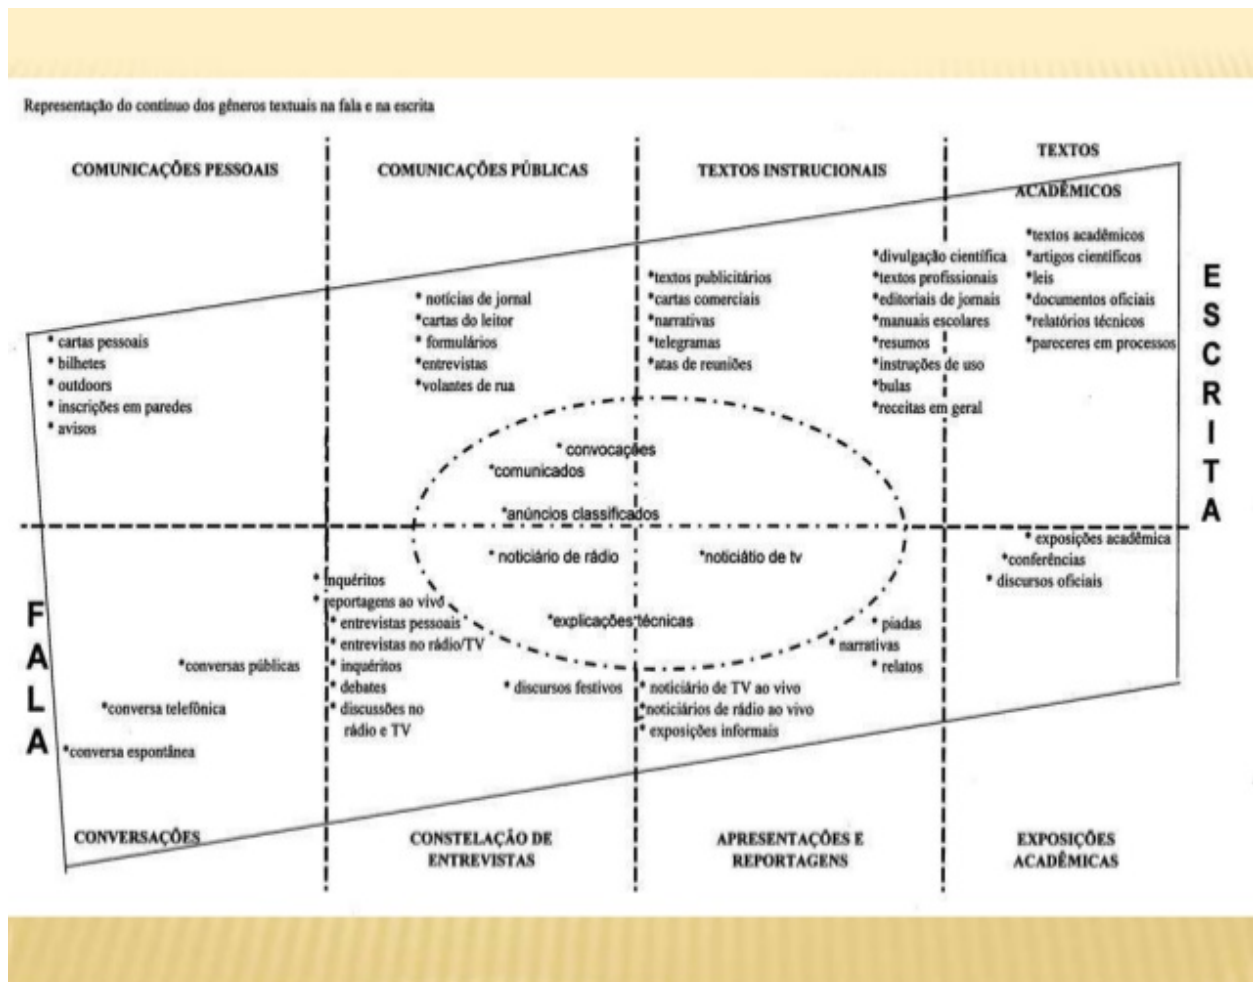 Representação do contínuo dos gêneros textuais na fala e na escrita
COMUNICAÇÕES PESSOAIS
COMUNICAÇÕES PÚBLICAS
TEXTOS INSTRUCIONAIS
TEXTOS
ACADÊMICOS
* cartas pessoais
* bilhetes
* outdoors
* inscrições em paredes
* avisos
* notícias de jornal
*cartas do leitor
* formulários
*entrevistas
*volantes de rua
*textos publicitários
*cartas comerciais
*narrativas
*telegramas
*atas de reuniões
*divulgação científica
*textos profissionais
*editoriais de jornais
*manuais escolares
*resumos
*instruções de uso
*bulas
*receitas em geral
*textos acadêmicos
*artigos científicos
*leis
*documentos oficiais
*relatórios técnicos
*pareceres em processos
ESCRITA
* convocações
*comunicados
*anúncios classificados
* noticiário de rádio
*noticiátio de tv
*explicações técnicas
FALA
*conversas públicas
*conversa telefônica
*conversa espontânea
* inquéritos
* reportagens ao vivo
* entrevistas pessoais
* entrevistas no rádio/TV
* inquéritos
* debates
* discussões no
rádio e TV
* discursos festivos
* noticiário de TV ao vivo
*noticiários de rádio ao vivo
* exposições informais
* piadas
* narrativas
* relatos
* exposições acadêmica
*conferências
* discursos oficiais
CONVERSAÇÕES
CONSTELAÇÃO DE
ENTREVISTAS
APRESENTAÇÕES E
REPORTAGENS
EXPOSIÇÕES
ACADÊMICAS